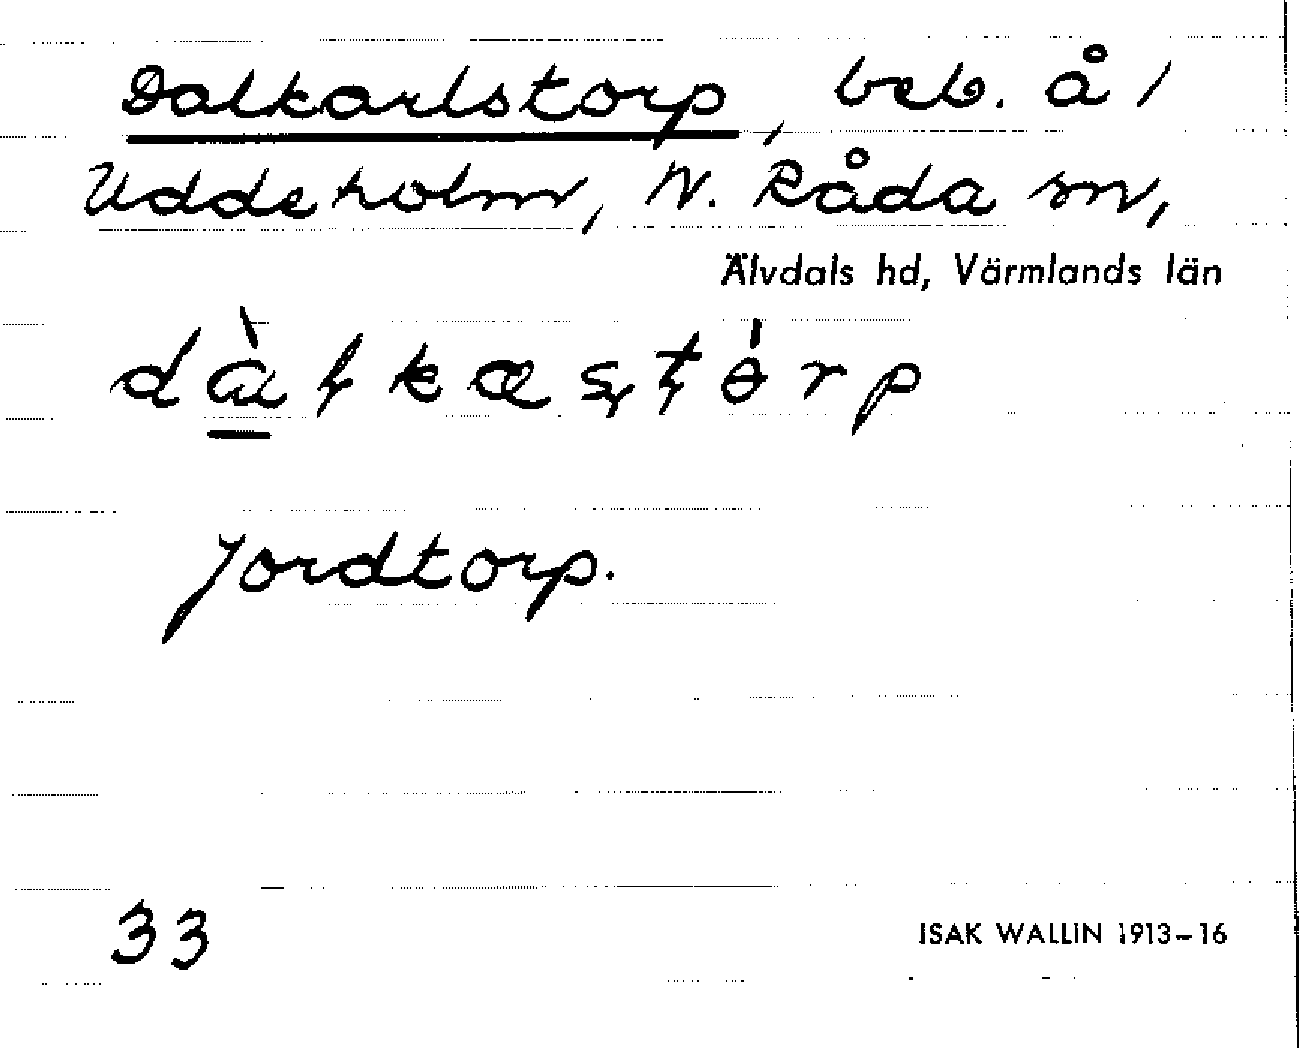 Dalkarlstorp, beb. å /
Uddeholm, N. Råda sn,
Älvdals hd, Värmlands län
Jordtorp.
33
ISAK WALLIN 1913-16